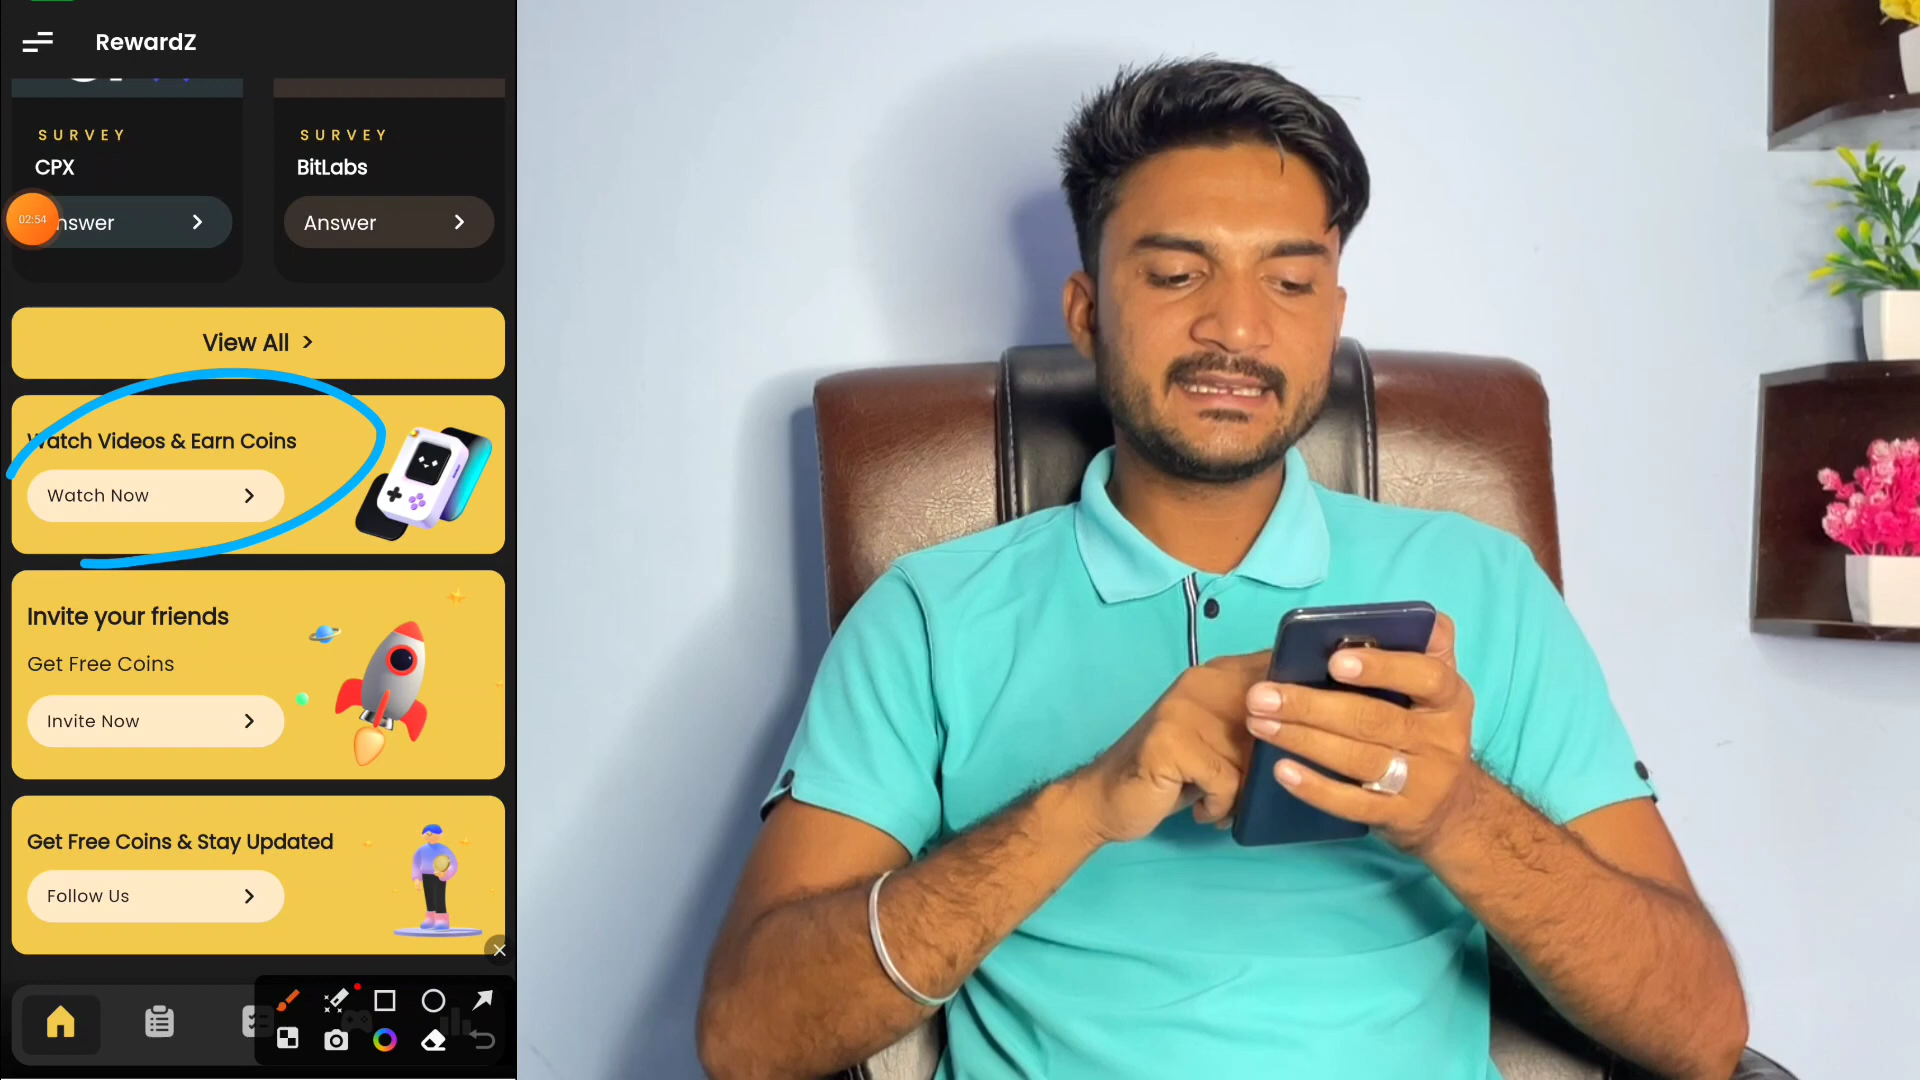 RewardZ
SURVEY
CPX
nswer
SURVEY
BitLabs
Answer
02:54
View All
Watch Videos & Earn Coins
Watch Now
Invite your friends
Get Free Coins
Invite Now
Get Free Coins & Stay Updated
Follow Us